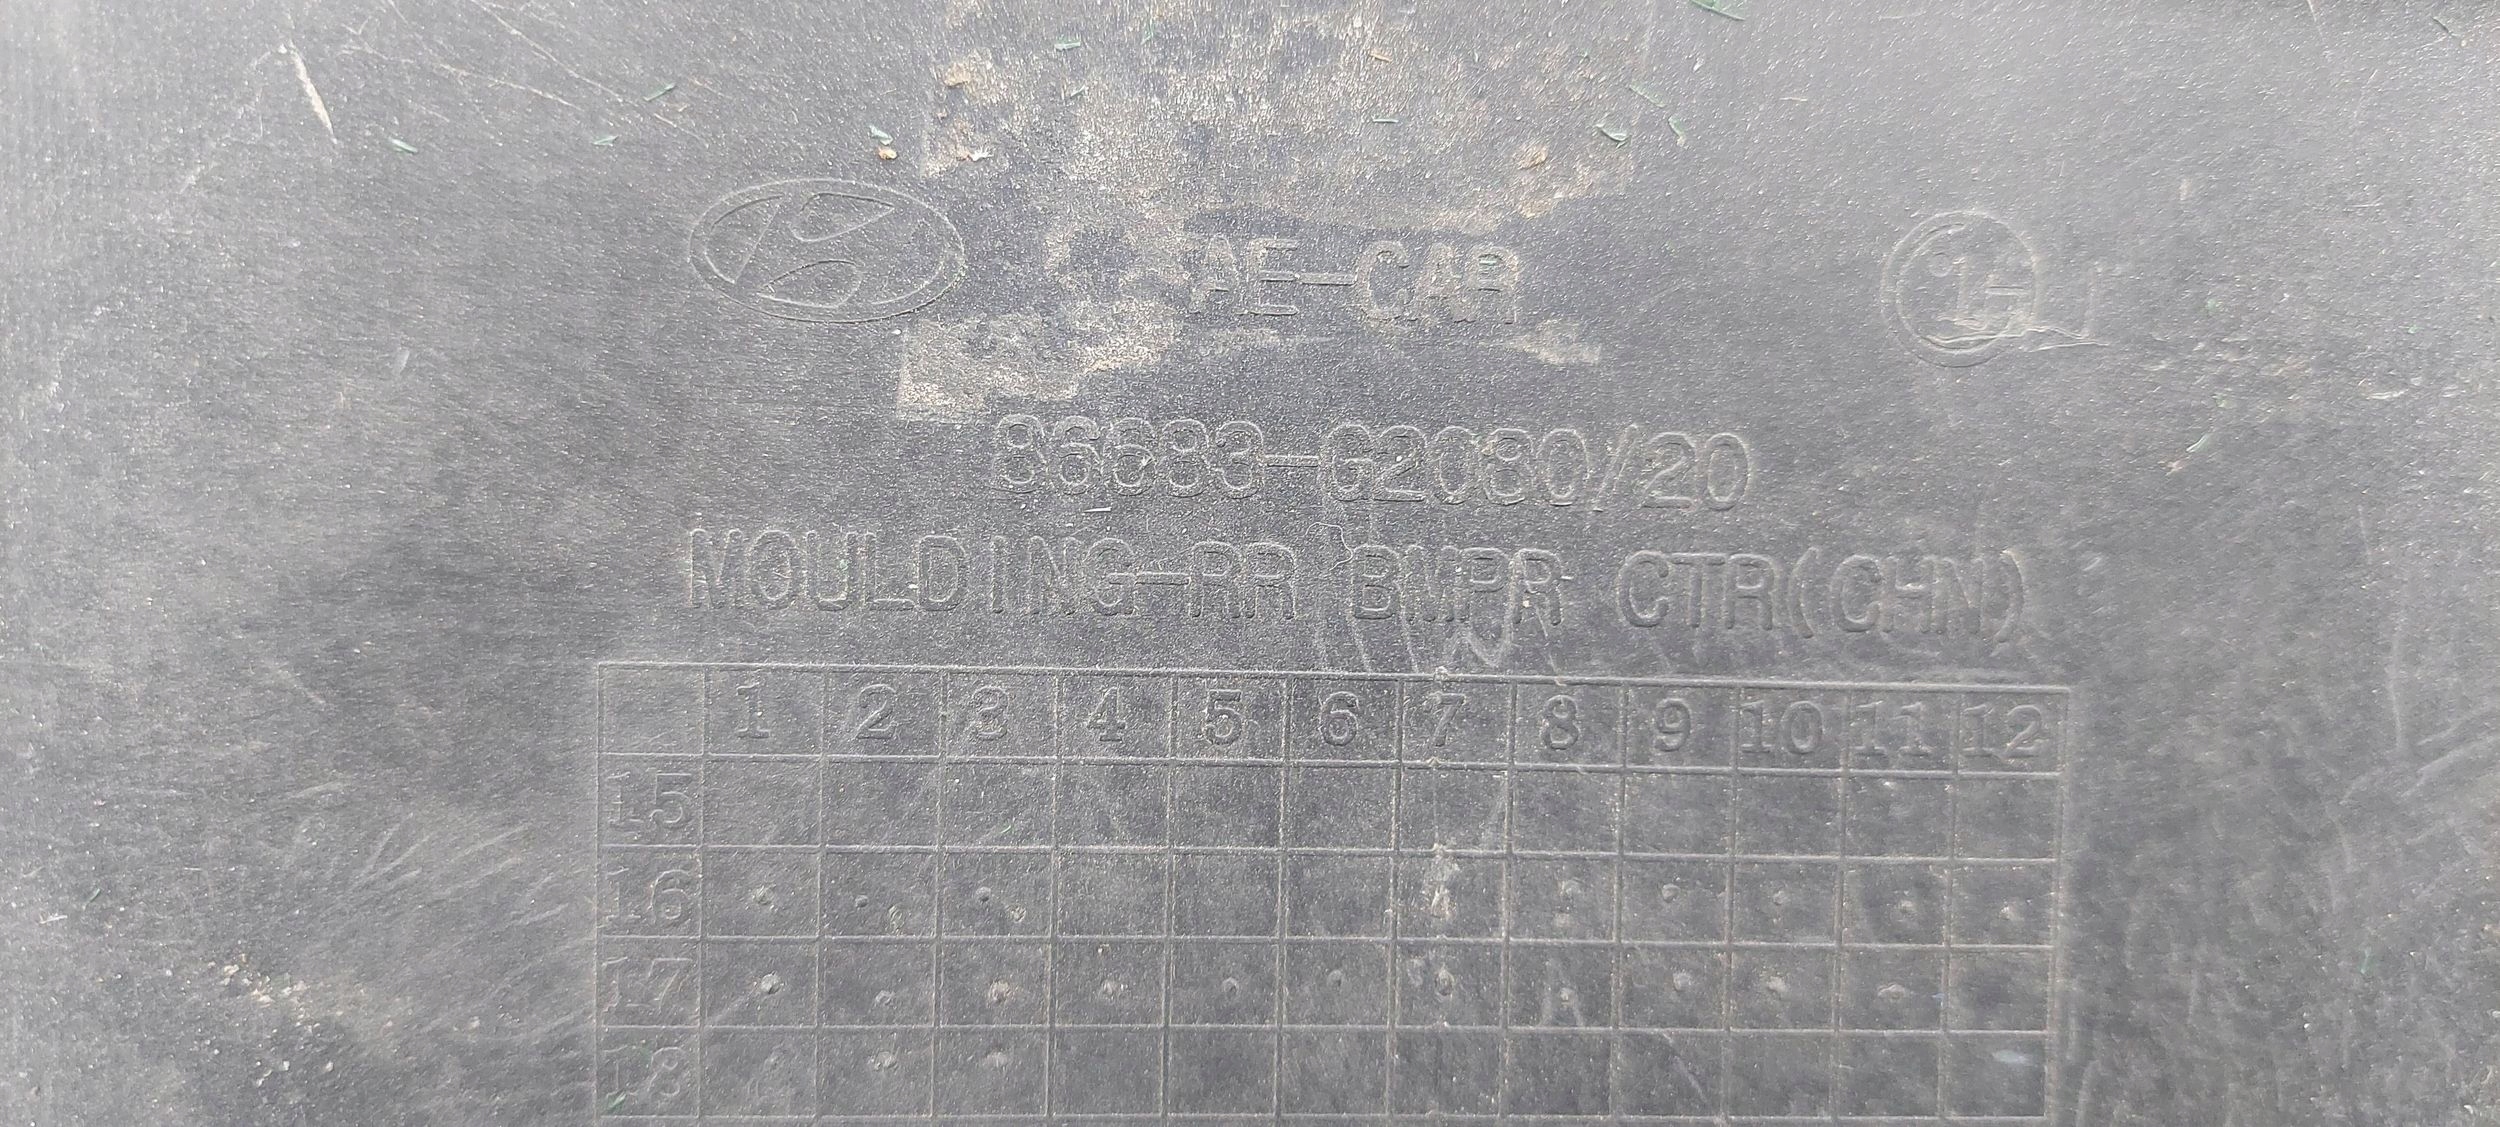 AE-CAR
86683-G2080/20
MOULDING-RR BMPR CTR(CHN)
1 2 3 4 5 6 7 8 9 10 11 12
15
16
17
18